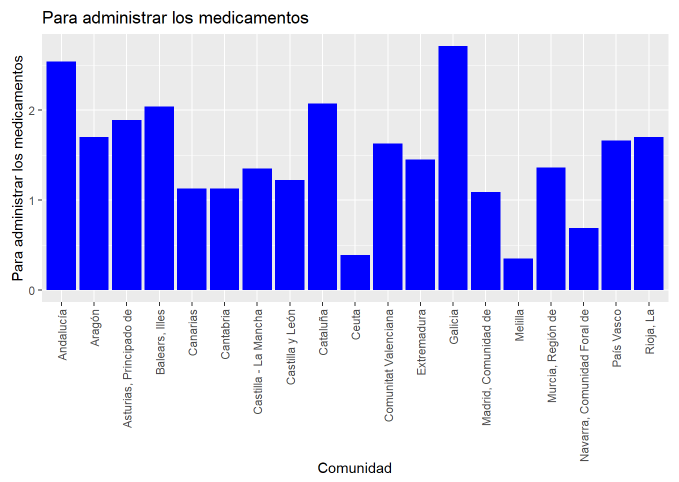 Para administrar los medicamentos
Para administrar los medicamentos
2
1
0
Andalucía
Aragón
Asturias, Principado de
Balears, Illes
Canarias
Cantabria
Castilla - La Mancha
Castilla y León
Cataluña
Ceuta
Comunitat Valenciana
Extremadura
Galicia
Madrid, Comunidad de
Melilla
Murcia, Región de
Navarra, Comunidad Foral de
País Vasco
Rioja, La
Comunidad